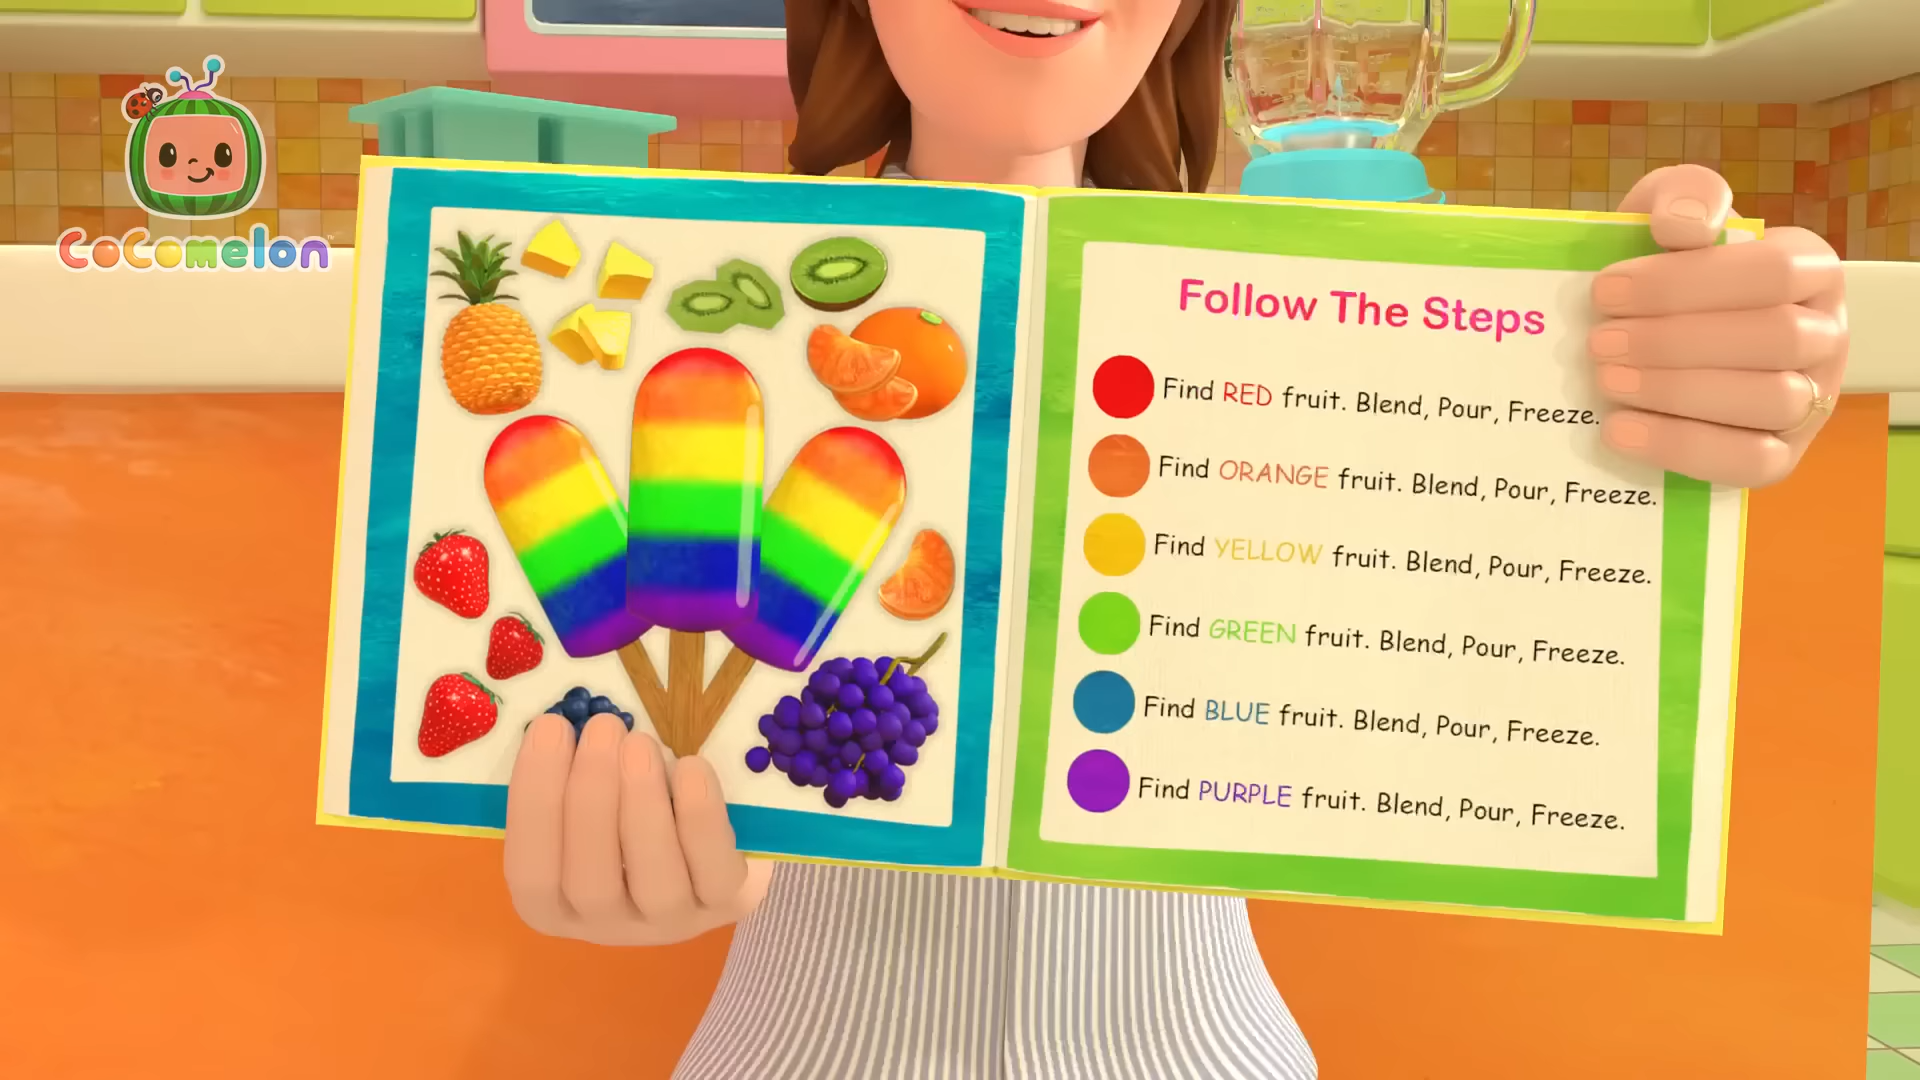 CoComelon
Follow The Steps
Find RED fruit. Blend, Pour, Freeze.
Find ORANGE fruit. Blend, Pour, Freeze.
Find YELLOW fruit. Blend, Pour, Freeze.
Find GREEN fruit. Blend, Pour, Freeze.
Find BLUE fruit. Blend, Pour, Freeze.
Find PURPLE fruit. Blend, Pour, Freeze.